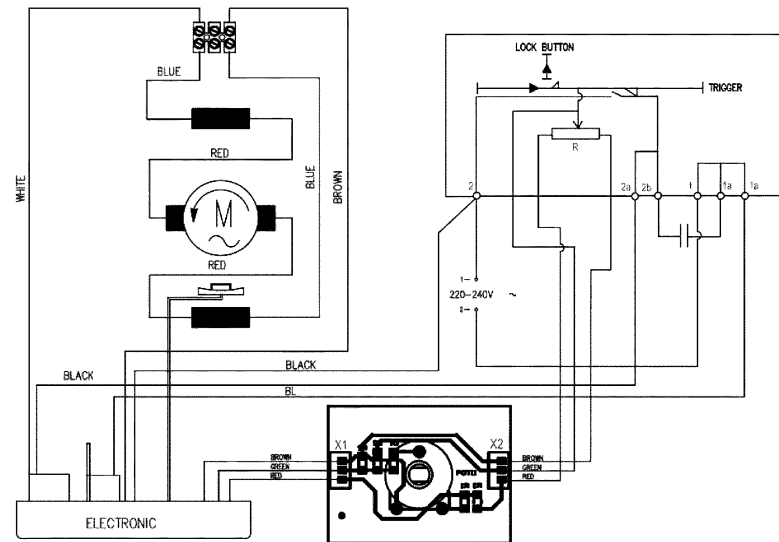 LOCK BUTTON
TRIGGER
BLUE
RED
R
WHITE
BLUE
BROWN
M
2
2a
2b
1
1a
1a
RED
1
220-240V ~
2
BLACK
BLACK
BL
X1
X2
BROWN
GREEN
RED
BROWN
GREEN
RED
ELECTRONIC